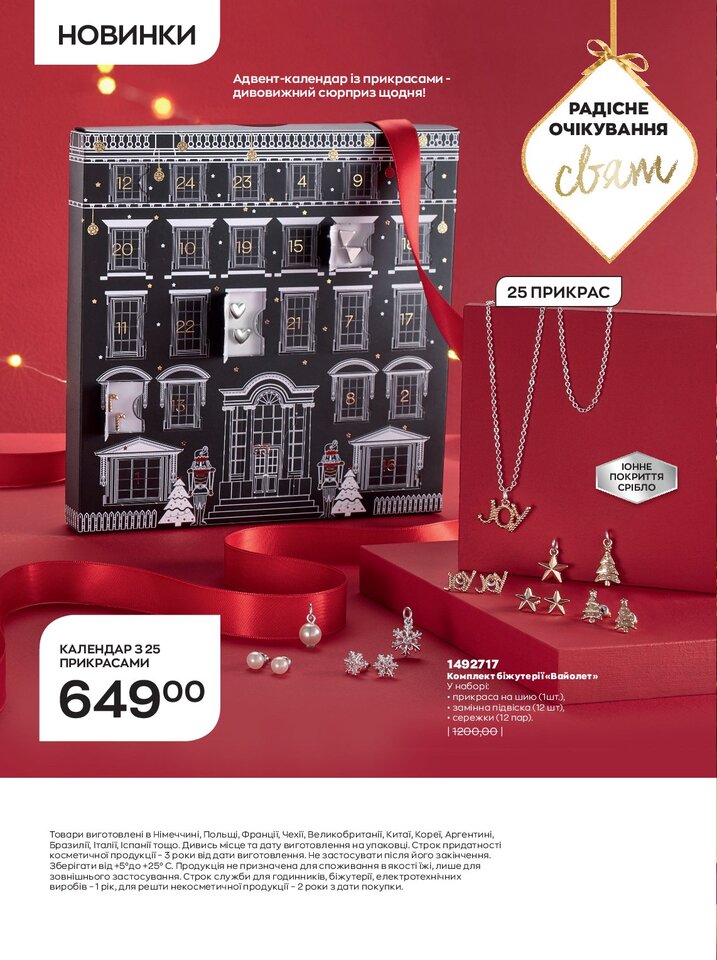 НОВИНКИ
Адвент-календар із прикрасами -
дивовижний сюрприз щодня!
РАДІСНЕ
ОЧІКУВАННЯ
свят
12 24 23 4 9
20 10 19 15 18
11 22 21 7 17
13 8 2
25 ПРИКРАС
JOY
ІОННЕ
ПОКРИТТЯ
СРІБЛО
JOY JOY
КАЛЕНДАР З 25
ПРИКРАСАМИ
649⁰⁰
1492717
Комплект біжутерії «Вайолет»
У наборі:
• прикраса на шию (1шт.),
• замінна підвіска (12 шт),
• сережки (12 пар).
| 1200,00 |
Товари виготовлені в Німеччині, Польщі, Франції, Чехії, Великобританії, Китаї, Кореї, Аргентині,
Бразилії, Італії, Іспанії тощо. Дивись місце та дату виготовлення на упаковці. Строк придатності
косметичної продукції – 3 роки від дати виготовлення. Не застосувати після його закінчення.
Зберігати від +5°до +25° С. Продукція не призначена для споживання в якості їжі, лише для
зовнішнього застосування. Строк служби для годинників, біжутерії, електротехнічних
виробів – 1 рік, для решти некосметичної продукції – 2 роки з дати покупки.